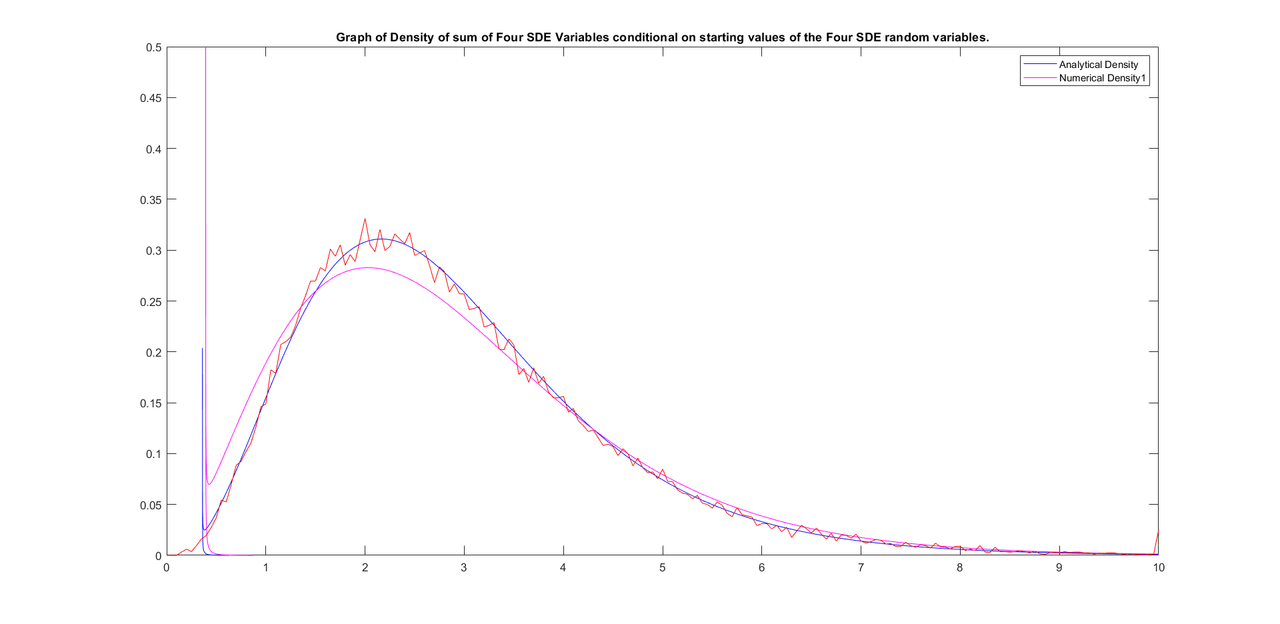 Graph of Density of sum of Four SDE Variables conditional on starting values of the Four SDE random variables.
Analytical Density
Numerical Density1
0.5
0.45
0.4
0.35
0.3
0.25
0.2
0.15
0.1
0.05
0
0 1 2 3 4 5 6 7 8 9 10